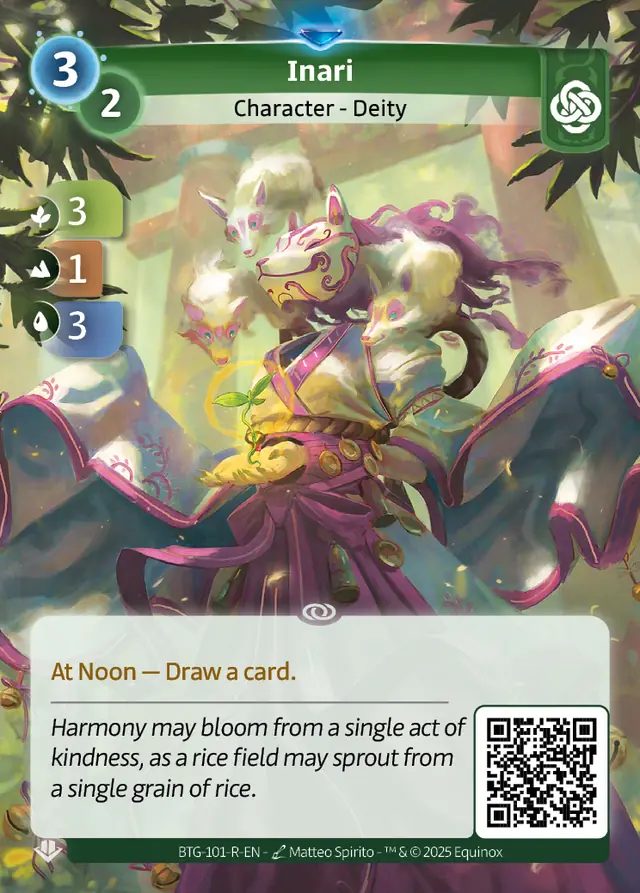 3
Inari
2
Character - Deity
3
1
3
At Noon — Draw a card.
Harmony may bloom from a single act of
kindness, as a rice field may sprout from
a single grain of rice.
BTG-101-R-EN - Matteo Spirito - ™ & © 2025 Equinox